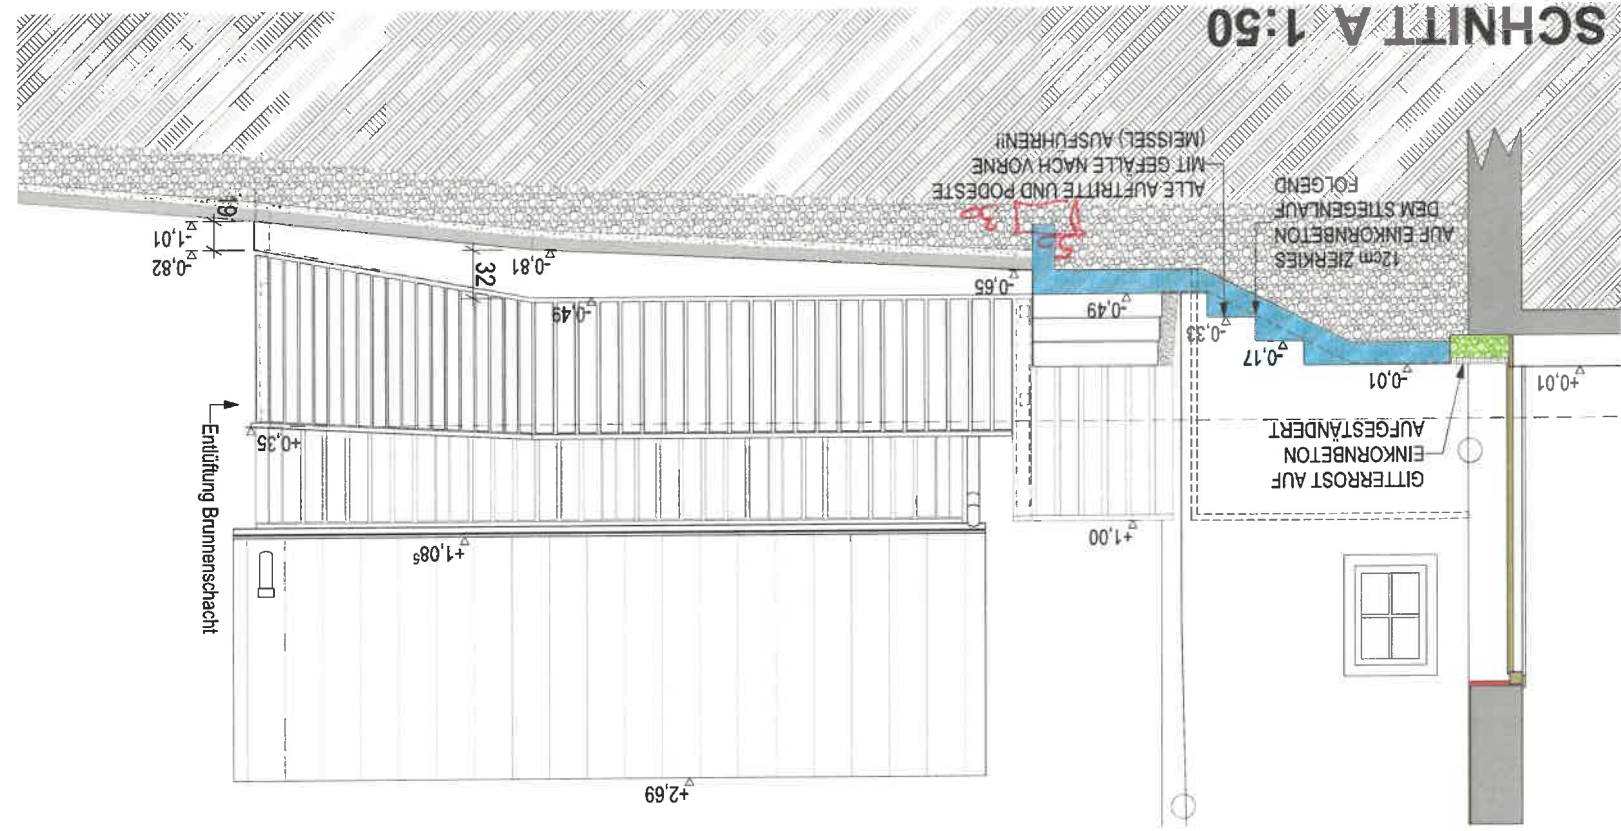 +2,69
+1,08⁵
Entlüftung Brunnenschacht
+1,00
GITTERROST AUF
EINKORNBETON
AUFGESTÄNDERT
+0,35
+0,01
-0,01
-0,17
-0,33
-0,49
-0,49
-0,65
32
-0,81
-0,82
-1,01
19
12cm ZIERKIES
AUF EINKORNBETON
DEM STIEGENLAUF
FOLGEND
ALLE AUFTRITTE UND PODESTE
MIT GEFÄLLE NACH VORNE
(MEISSEL) AUSFÜHREN!!
SCHNITT A 1:50